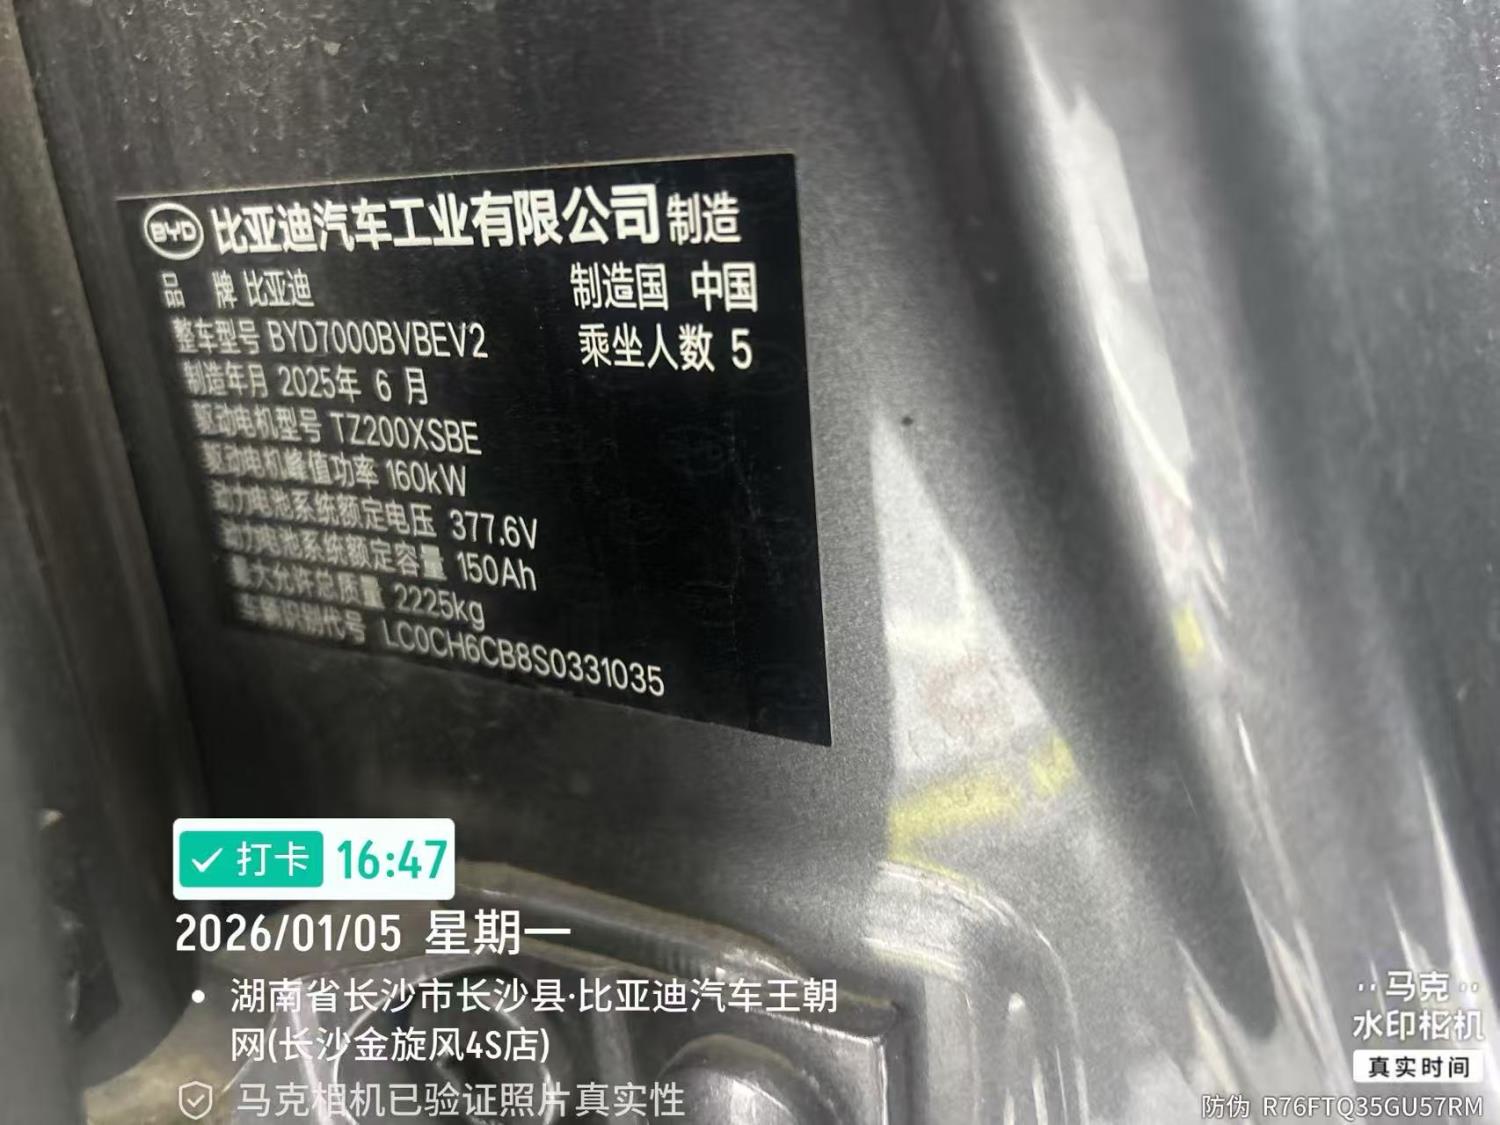 BYD 比亚迪汽车工业有限公司 制造
品 牌 比亚迪 制造国 中国
整车型号 BYD7000BVBEV2 乘坐人数 5
制造年月 2025年 6 月
驱动电机型号 TZ200XSBE
驱动电机峰值功率 160kW
动力电池系统额定电压 377.6V
动力电池系统额定容量 150Ah
最大允许总质量 2225kg
车辆识别代号 LC0CH6CB8S0331035
打卡 16:47
2026/01/05 星期一
湖南省长沙市长沙县·比亚迪汽车王朝
网(长沙金旋风4S店)
马克相机已验证照片真实性
马克
水印相机
真实时间
防伪 R76FTQ35GU57RM